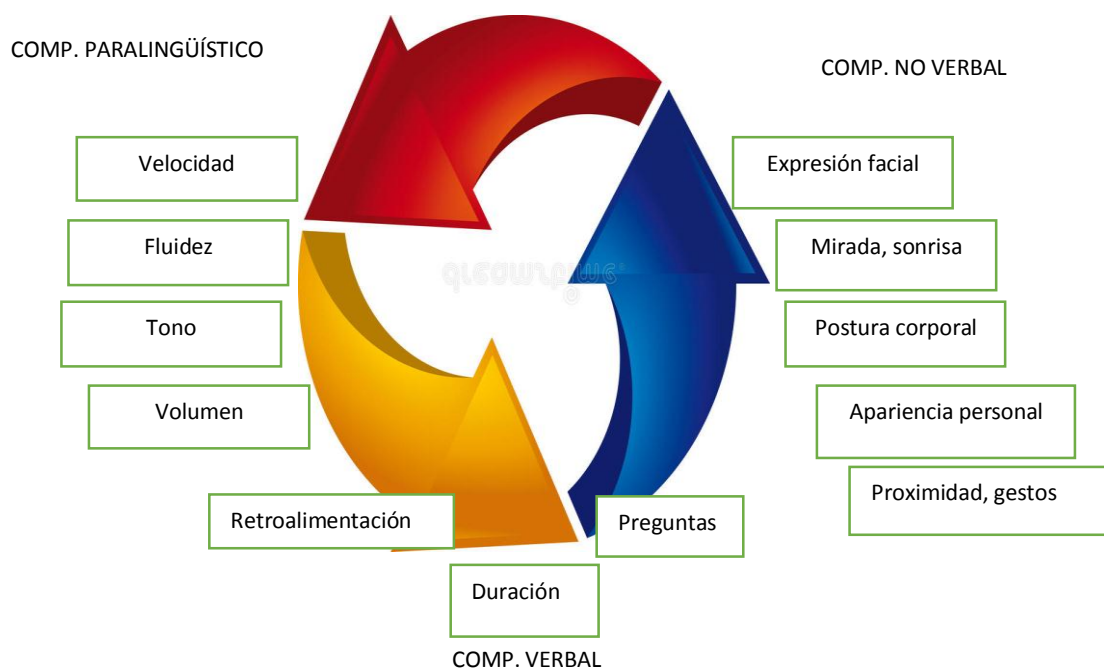 COMP. PARALINGÜÍSTICO
COMP. NO VERBAL
Velocidad
Expresión facial
Fluidez
Mirada, sonrisa
Tono
Postura corporal
Volumen
Apariencia personal
Proximidad, gestos
Retroalimentación
Preguntas
Duración
COMP. VERBAL